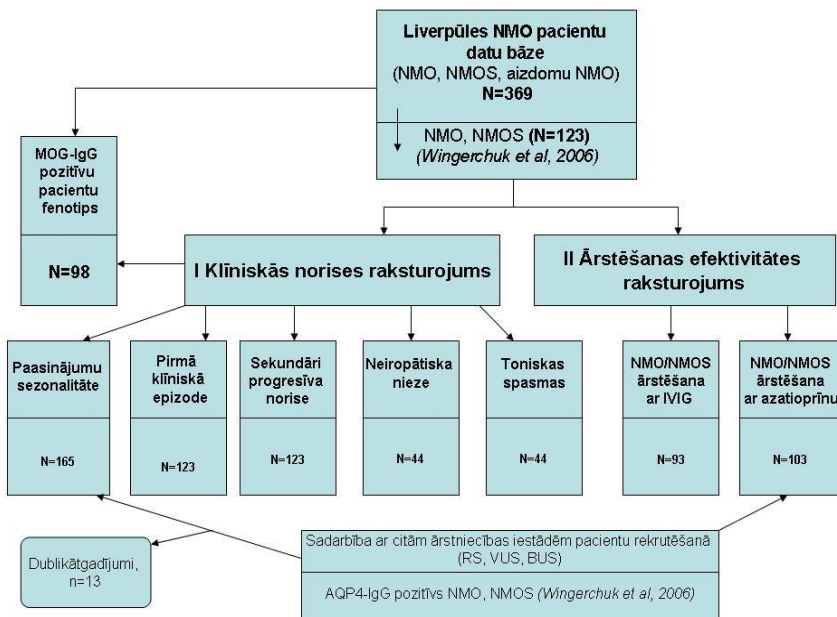 Liverpūles NMO pacientu
datu bāze
(NMO, NMOS, aizdomu NMO)
N=369
NMO, NMOS (N=123)
(Wingerchuk et al, 2006)
MOG-IgG
pozitīvu
pacientu
fenotips
N=98
I Klīniskās norises raksturojums
II Ārstēšanas efektivitātes
raksturojums
Paasinājumu
sezonalitāte
N=165
Pirmā
klīniskā
epizode
N=123
Sekundāri
progresīva
norise
N=123
Neiropātiska
nieze
N=44
Toniskas
spasmas
N=44
NMO/NMOS
ārstēšana
ar IVIG
N=93
NMO/NMOS
ārstēšana
ar azatioprīnu
N=103
Dublikātgadījumi,
n=13
Sadarbība ar citām ārstniecības iestādēm pacientu rekrutēšanā
(RS, VUS, BUS)
AQP4-IgG pozitīvs NMO, NMOS (Wingerchuk et al, 2006)